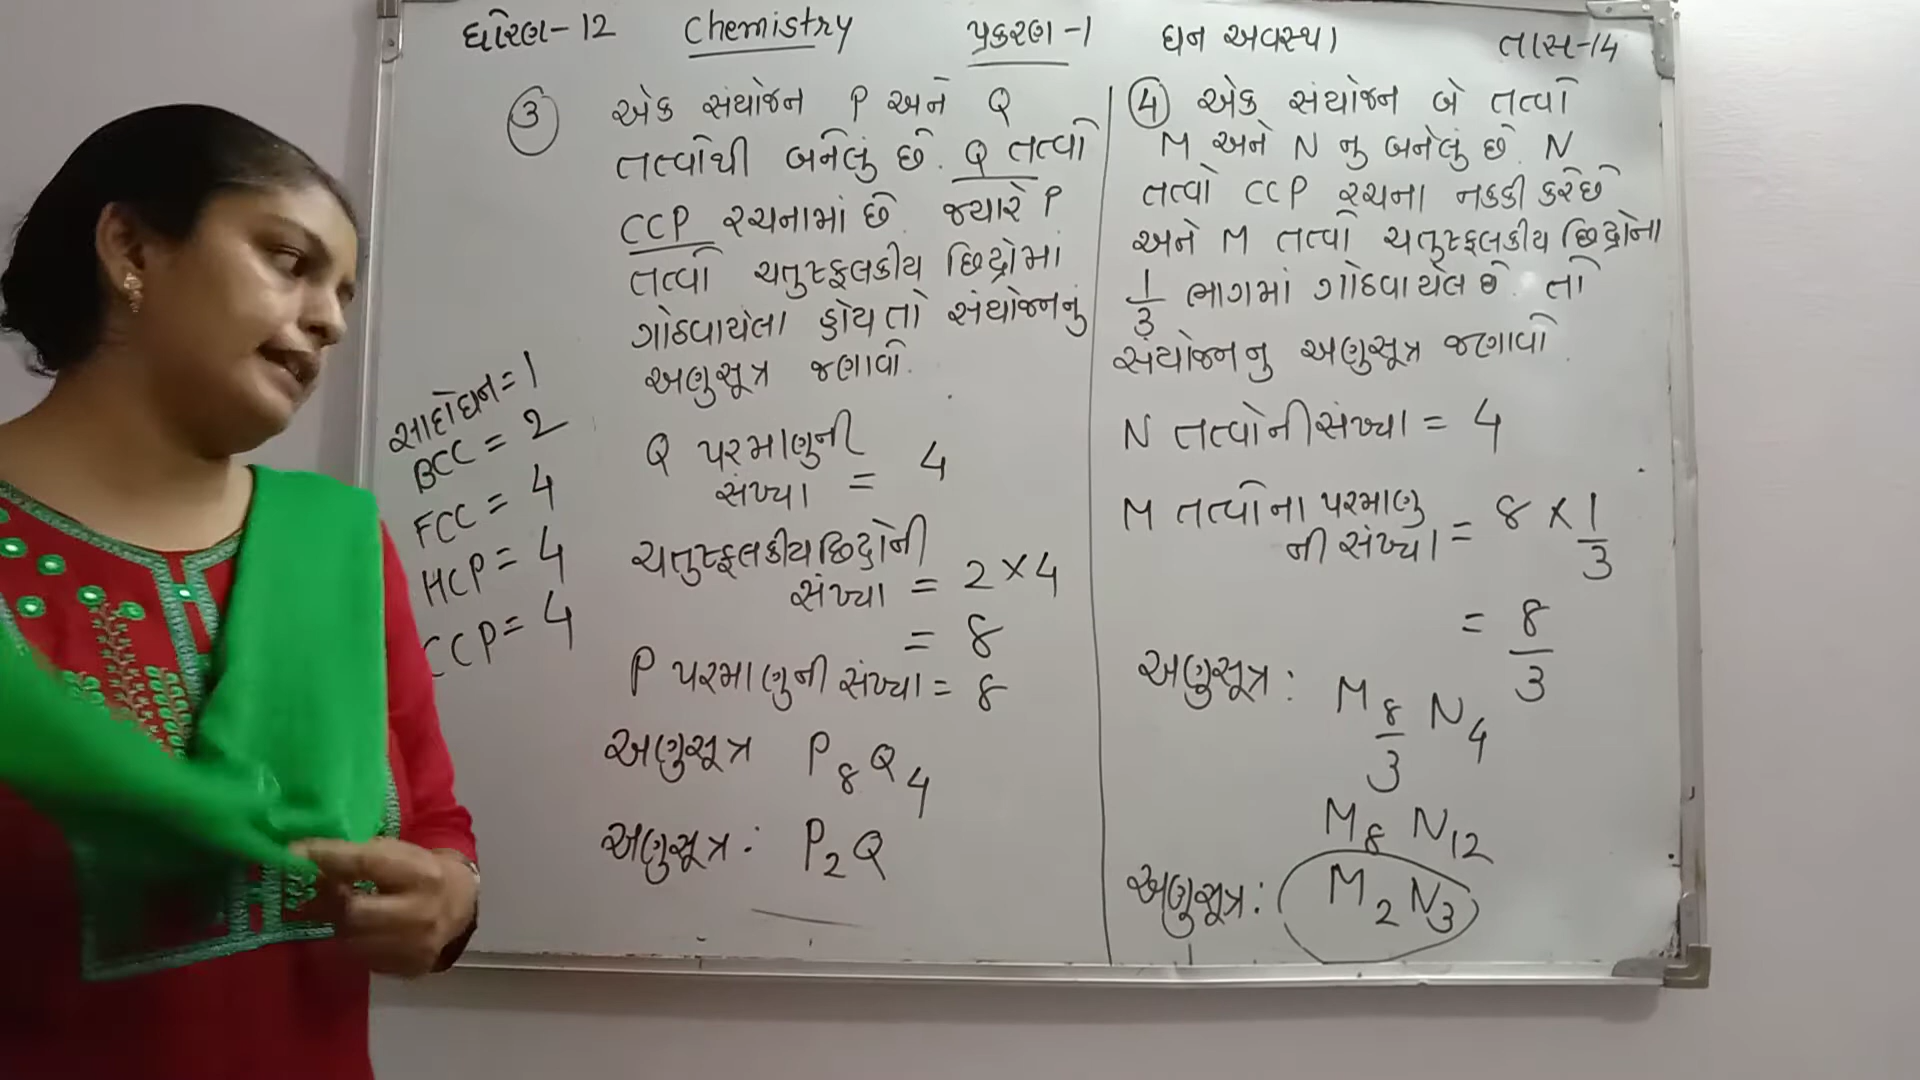 ધોરણ-12 Chemistry પ્રકરણ-1 ઘન અવસ્થા તાસ-14
સાદોઘન = 1
BCC = 2
FCC = 4
HCP = 4
CCP = 4
③ એક સંયોજન P અને Q
તત્વોથી બનેલું છે. Q તત્વો
CCP રચનામાં છે. જ્યારે P
તત્વો ચતુષ્ફલકીય છિદ્રોમાં
ગોઠવાયેલા હોય તો સંયોજનનું
અણુસૂત્ર જણાવો.
Q પરમાણુની
સંખ્યા = 4
ચતુષ્ફલકીય છિદ્રોની
સંખ્યા = 2 × 4
= 8
P પરમાણુની સંખ્યા = 8
અણુસૂત્ર P₈Q₄
અણુસૂત્ર : P₂Q
④ એક સંયોજન બે તત્વો
M અને N નુ બનેલું છે. N
તત્વો CCP રચના નક્કી કરે છે
અને M તત્વો ચતુષ્ફલકીય છિદ્રોના
1/3 ભાગમાં ગોઠવાયેલ છે. તો
સંયોજનનુ અણુસૂત્ર જણાવો.
N તત્વોની સંખ્યા = 4
M તત્વોના પરમાણુ
ની સંખ્યા = 8 × 1/3
= 8/3
અણુસૂત્ર : M 8/3 N₄
M₈ N₁₂
અણુસૂત્ર : M₂N₃